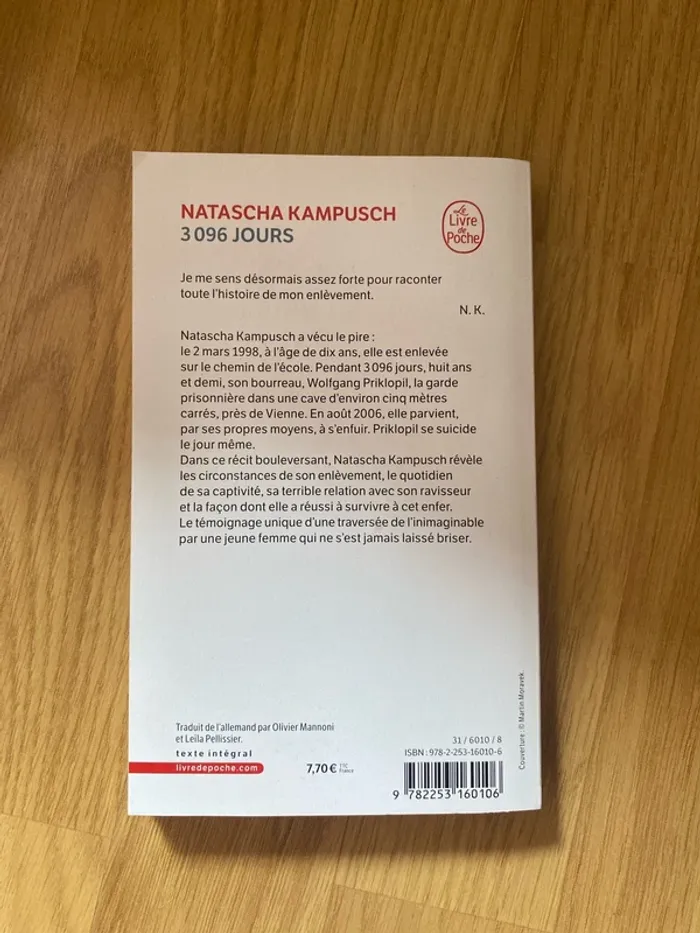 NATASCHA KAMPUSCH
3 096 JOURS
Le
Livre
de
Poche
Je me sens désormais assez forte pour raconter
toute l'histoire de mon enlèvement.
N. K.
Natascha Kampusch a vécu le pire :
le 2 mars 1998, à l'âge de dix ans, elle est enlevée
sur le chemin de l'école. Pendant 3 096 jours, huit ans
et demi, son bourreau, Wolfgang Priklopil, la garde
prisonnière dans une cave d'environ cinq mètres
carrés, près de Vienne. En août 2006, elle parvient,
par ses propres moyens, à s'enfuir. Priklopil se suicide
le jour même.
Dans ce récit bouleversant, Natascha Kampusch révèle
les circonstances de son enlèvement, le quotidien
de sa captivité, sa terrible relation avec son ravisseur
et la façon dont elle a réussi à survivre à cet enfer.
Le témoignage unique d'une traversée de l'inimaginable
par une jeune femme qui ne s'est jamais laissé briser.
Traduit de l'allemand par Olivier Mannoni
et Leïla Pellissier.
texte intégral
livredepoche.com
7,70 € TTC
France
31 / 6010 / 8
ISBN : 978-2-253-16010-6
9 782253 160106
Couverture : © Martin Moravek.